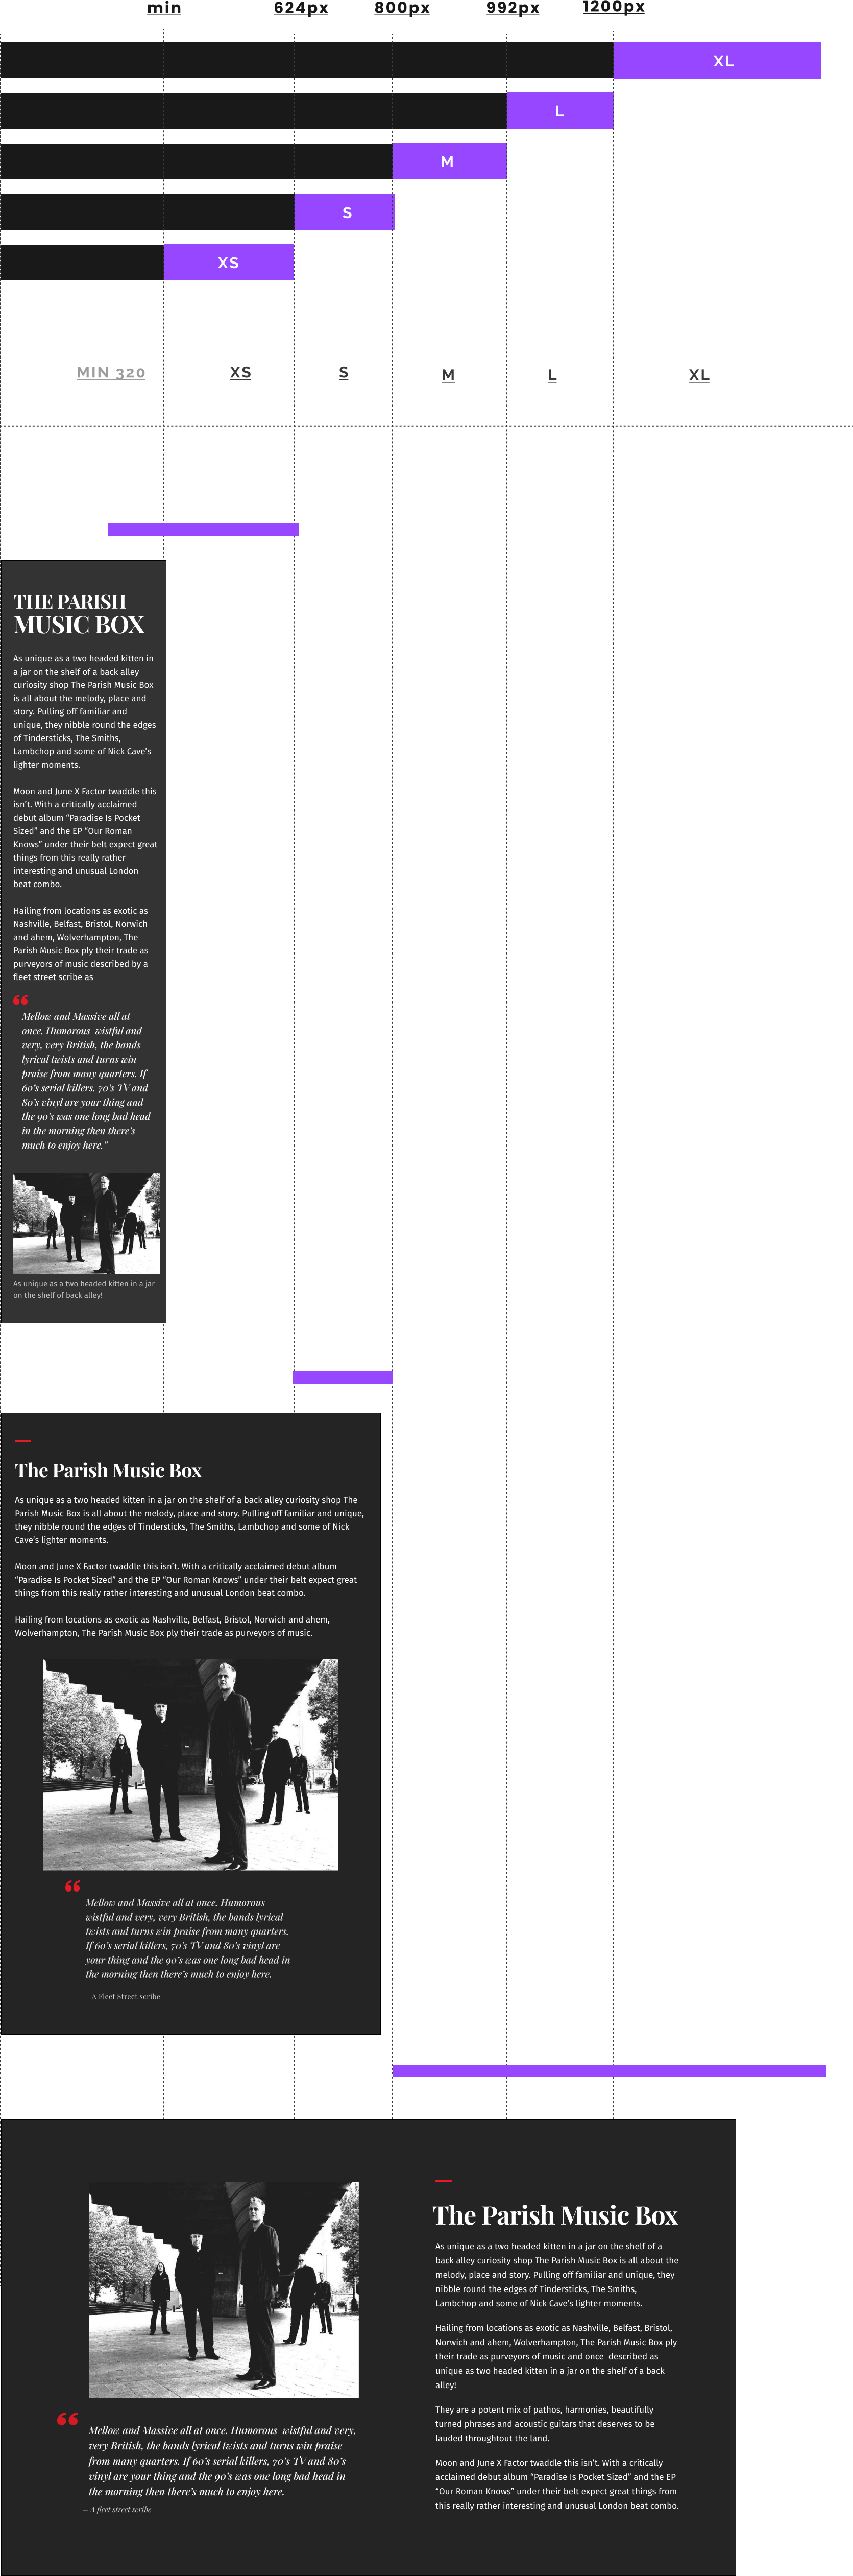 min 624px 800px 992px 1200px
XL
L
M
S
XS
MIN 320 XS S M L XL
THE PARISH
MUSIC BOX
As unique as a two headed kitten in
a jar on the shelf of a back alley
curiosity shop The Parish Music Box
is all about the melody, place and
story. Pulling off familiar and
unique, they nibble round the edges
of Tindersticks, The Smiths,
Lambchop and some of Nick Cave’s
lighter moments.
Moon and June X Factor twaddle this
isn’t. With a critically acclaimed
debut album “Paradise Is Pocket
Sized” and the EP “Our Roman
Knows” under their belt expect great
things from this really rather
interesting and unusual London
beat combo.
Hailing from locations as exotic as
Nashville, Belfast, Bristol, Norwich
and ahem, Wolverhampton, The
Parish Music Box ply their trade as
purveyors of music described by a
fleet street scribe as
“
Mellow and Massive all at
once. Humorous wistful and
very, very British, the bands
lyrical twists and turns win
praise from many quarters. If
60’s serial killers, 70’s TV and
80’s vinyl are your thing and
the 90’s was one long bad head
in the morning then there’s
much to enjoy here.”
As unique as a two headed kitten in a jar
on the shelf of back alley!
The Parish Music Box
As unique as a two headed kitten in a jar on the shelf of a back alley curiosity shop The
Parish Music Box is all about the melody, place and story. Pulling off familiar and unique,
they nibble round the edges of Tindersticks, The Smiths, Lambchop and some of Nick
Cave’s lighter moments.
Moon and June X Factor twaddle this isn’t. With a critically acclaimed debut album
“Paradise Is Pocket Sized” and the EP “Our Roman Knows” under their belt expect great
things from this really rather interesting and unusual London beat combo.
Hailing from locations as exotic as Nashville, Belfast, Bristol, Norwich and ahem,
Wolverhampton, The Parish Music Box ply their trade as purveyors of music.
“
Mellow and Massive all at once. Humorous
wistful and very, very British, the bands lyrical
twists and turns win praise from many quarters.
If 60’s serial killers, 70’s TV and 80’s vinyl are
your thing and the 90’s was one long bad head in
the morning then there’s much to enjoy here.
– A Fleet Street scribe
“
Mellow and Massive all at once. Humorous wistful and very,
very British, the bands lyrical twists and turns win praise
from many quarters. If 60’s serial killers, 70’s TV and 80’s
vinyl are your thing and the 90’s was one long bad head in
the morning then there’s much to enjoy here.
– A fleet street scribe
The Parish Music Box
As unique as a two headed kitten in a jar on the shelf of a
back alley curiosity shop The Parish Music Box is all about the
melody, place and story. Pulling off familiar and unique, they
nibble round the edges of Tindersticks, The Smiths,
Lambchop and some of Nick Cave’s lighter moments.
Hailing from locations as exotic as Nashville, Belfast, Bristol,
Norwich and ahem, Wolverhampton, The Parish Music Box ply
their trade as purveyors of music and once described as
unique as two headed kitten in a jar on the shelf of a back
alley!
They are a potent mix of pathos, harmonies, beautifully
turned phrases and acoustic guitars that deserves to be
lauded throughtout the land.
Moon and June X Factor twaddle this isn’t. With a critically
acclaimed debut album “Paradise Is Pocket Sized” and the EP
“Our Roman Knows” under their belt expect great things from
this really rather interesting and unusual London beat combo.